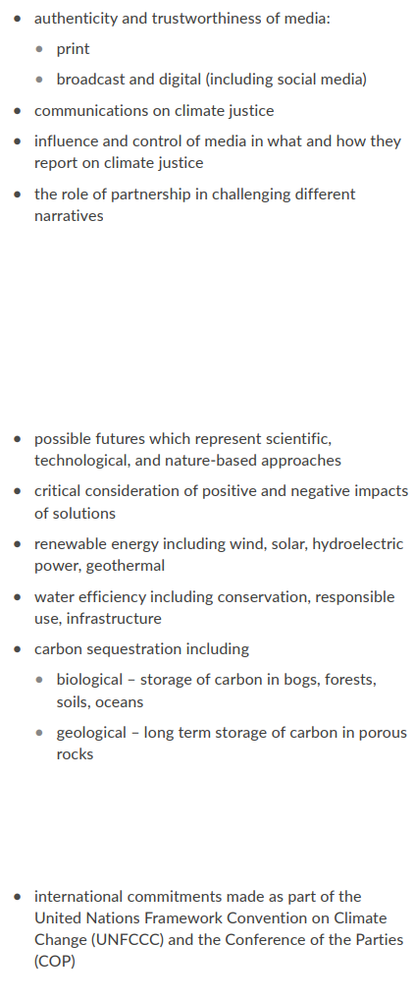 • authenticity and trustworthiness of media:
• print
• broadcast and digital (including social media)
• communications on climate justice
• influence and control of media in what and how they
report on climate justice
• the role of partnership in challenging different
narratives
• possible futures which represent scientific,
technological, and nature-based approaches
• critical consideration of positive and negative impacts
of solutions
• renewable energy including wind, solar, hydroelectric
power, geothermal
• water efficiency including conservation, responsible
use, infrastructure
• carbon sequestration including
• biological – storage of carbon in bogs, forests,
soils, oceans
• geological – long term storage of carbon in porous
rocks
• international commitments made as part of the
United Nations Framework Convention on Climate
Change (UNFCCC) and the Conference of the Parties
(COP)